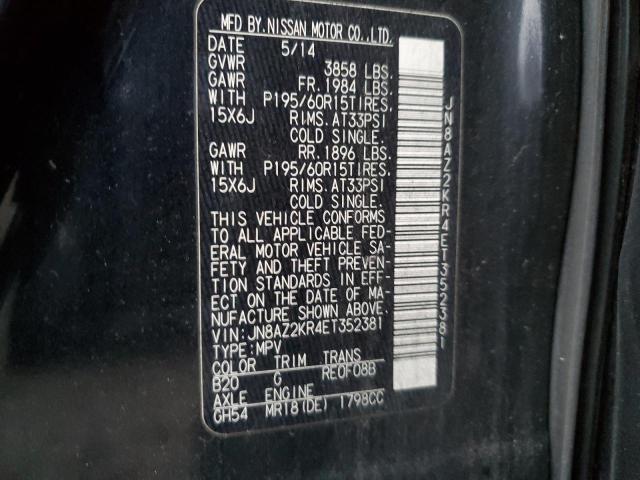 MFD BY.NISSAN MOTOR CO.,LTD.
DATE 5/14
GVWR 3858 LBS.
GAWR FR. 1984 LBS.
WITH P195/60R15TIRES.
15X6J RIMS.AT33PSI
COLD SINGLE.
GAWR RR. 1896 LBS.
WITH P195/60R15TIRES.
15X6J RIMS.AT33PSI
COLD SINGLE.
THIS VEHICLE CONFORMS
TO ALL APPLICABLE FED-
ERAL MOTOR VEHICLE SA-
FETY AND THEFT PREVEN-
TION STANDARDS IN EFF-
ECT ON THE DATE OF MA-
NUFACTURE SHOWN ABOVE.
VIN:JN8AZ2KR4ET352381
TYPE:MPV
COLOR TRIM TRANS
B20 G RE0F08B
AXLE ENGINE
GH54 MR18(DE) 1798CC
JN8AZ2KR4ET352381